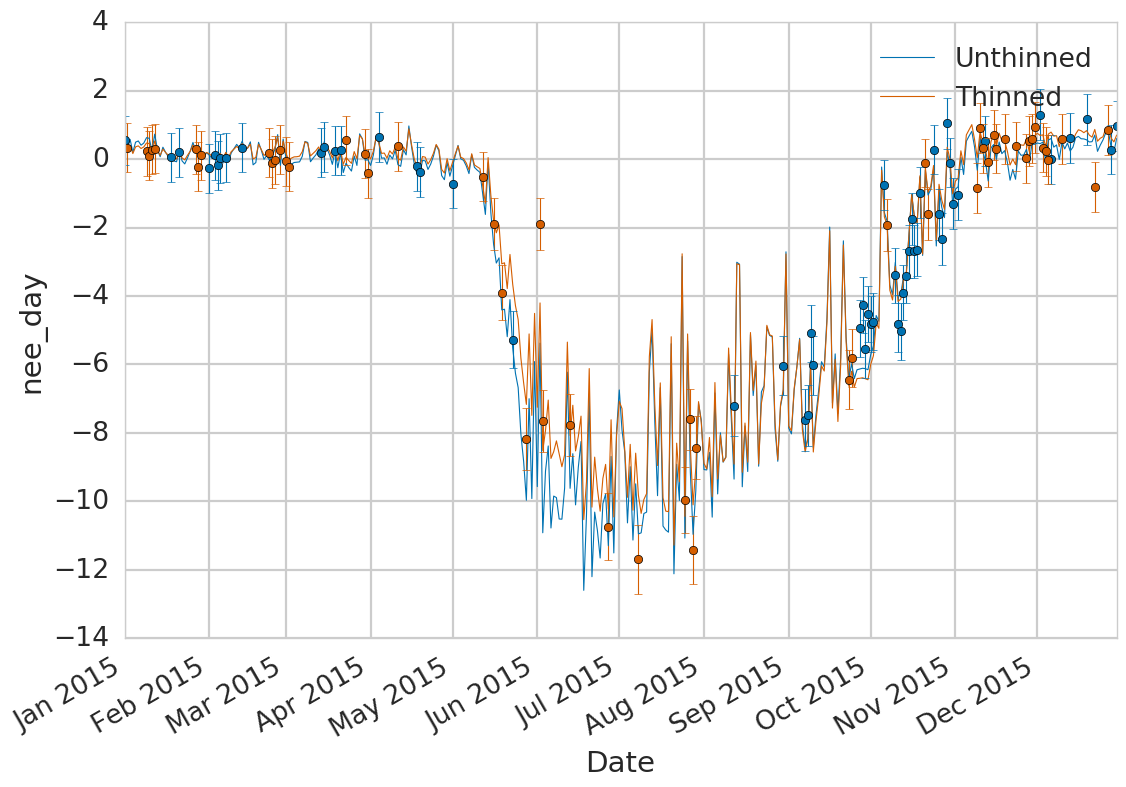 4
2
0
−2
−4
−6
−8
−10
−12
−14
nee_day
Unthinned
Thinned
Jan 2015
Feb 2015
Mar 2015
Apr 2015
May 2015
Jun 2015
Jul 2015
Aug 2015
Sep 2015
Oct 2015
Nov 2015
Dec 2015
Date